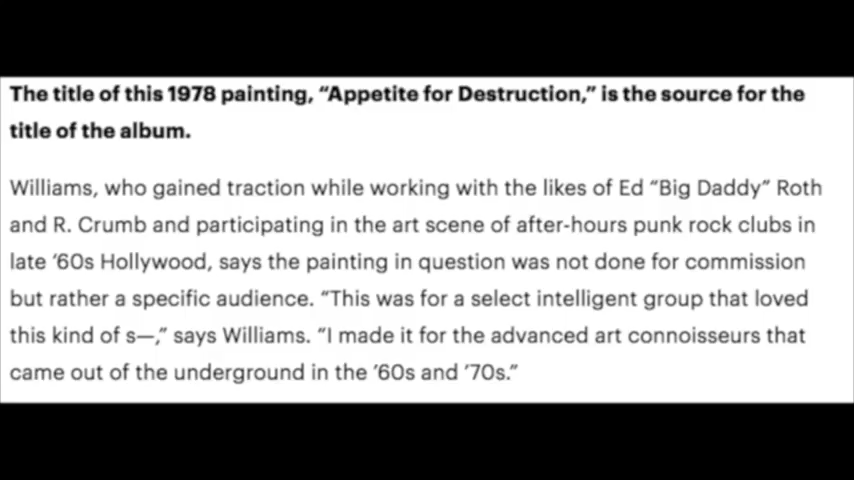 The title of this 1978 painting, “Appetite for Destruction,” is the source for the
title of the album.
Williams, who gained traction while working with the likes of Ed “Big Daddy” Roth
and R. Crumb and participating in the art scene of after-hours punk rock clubs in
late ’60s Hollywood, says the painting in question was not done for commission
but rather a specific audience. “This was for a select intelligent group that loved
this kind of s—,” says Williams. “I made it for the advanced art connoisseurs that
came out of the underground in the ’60s and ’70s.”